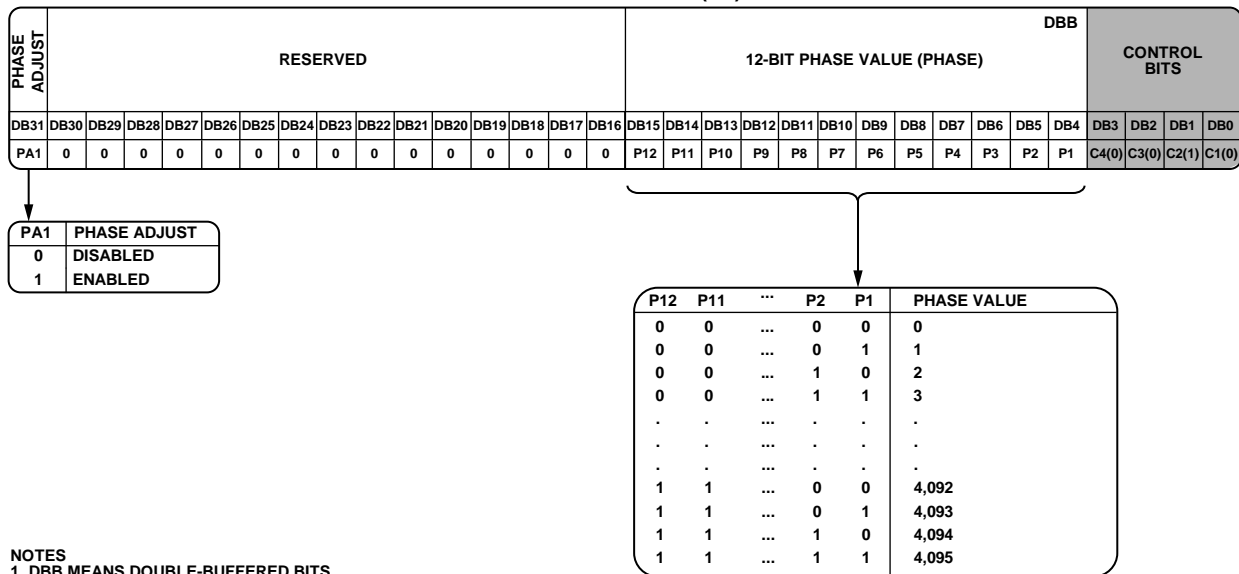 (R2)
PHASE ADJUST
RESERVED
12-BIT PHASE VALUE (PHASE)
DBB
CONTROL BITS
DB31 DB30 DB29 DB28 DB27 DB26 DB25 DB24 DB23 DB22 DB21 DB20 DB19 DB18 DB17 DB16 DB15 DB14 DB13 DB12 DB11 DB10 DB9 DB8 DB7 DB6 DB5 DB4 DB3 DB2 DB1 DB0
PA1 0 0 0 0 0 0 0 0 0 0 0 0 0 0 0 P12 P11 P10 P9 P8 P7 P6 P5 P4 P3 P2 P1 C4(0) C3(0) C2(1) C1(0)
PA1 PHASE ADJUST
0 DISABLED
1 ENABLED
P12 P11 ... P2 P1 PHASE VALUE
0 0 ... 0 0 0
0 0 ... 0 1 1
0 0 ... 1 0 2
0 0 ... 1 1 3
. . ... . . .
. . ... . . .
. . ... . . .
1 1 ... 0 0 4,092
1 1 ... 0 1 4,093
1 1 ... 1 0 4,094
1 1 ... 1 1 4,095
NOTES
1. DBB MEANS DOUBLE-BUFFERED BITS